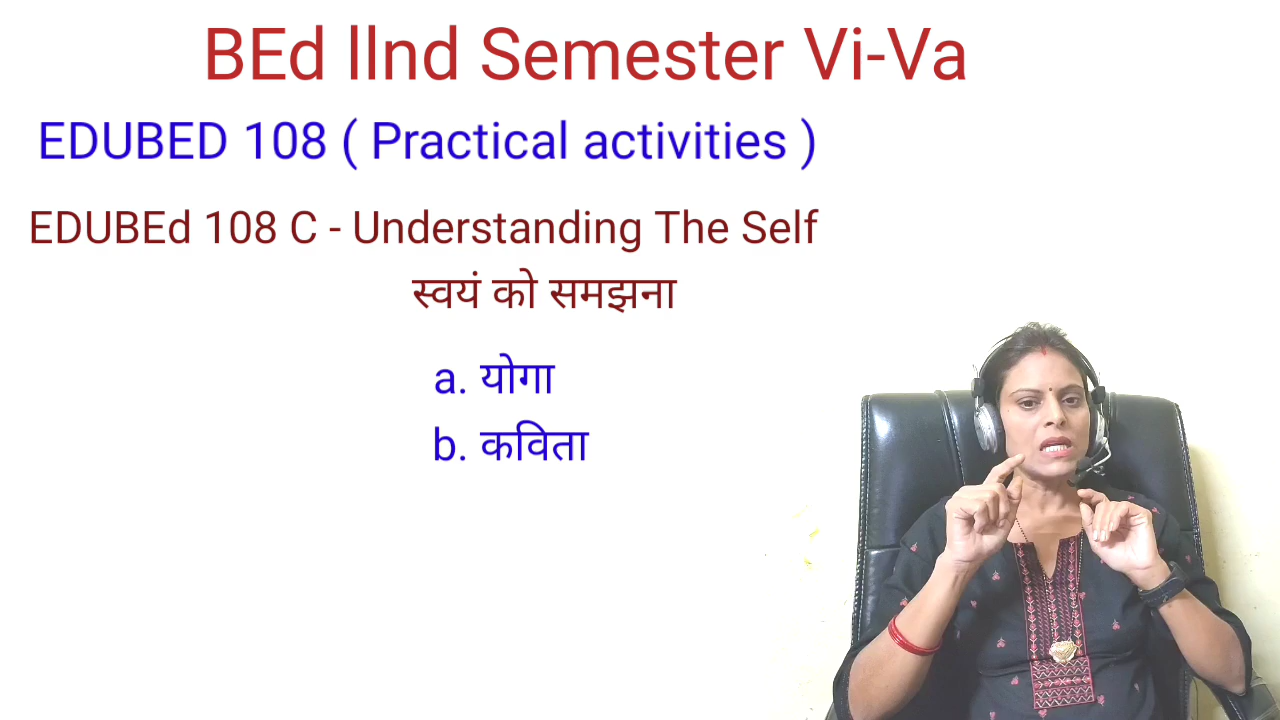 BEd llnd Semester Vi-Va
EDUBED 108 ( Practical activities )
EDUBEd 108 C - Understanding The Self
स्वयं को समझना
a. योगा
b. कविता